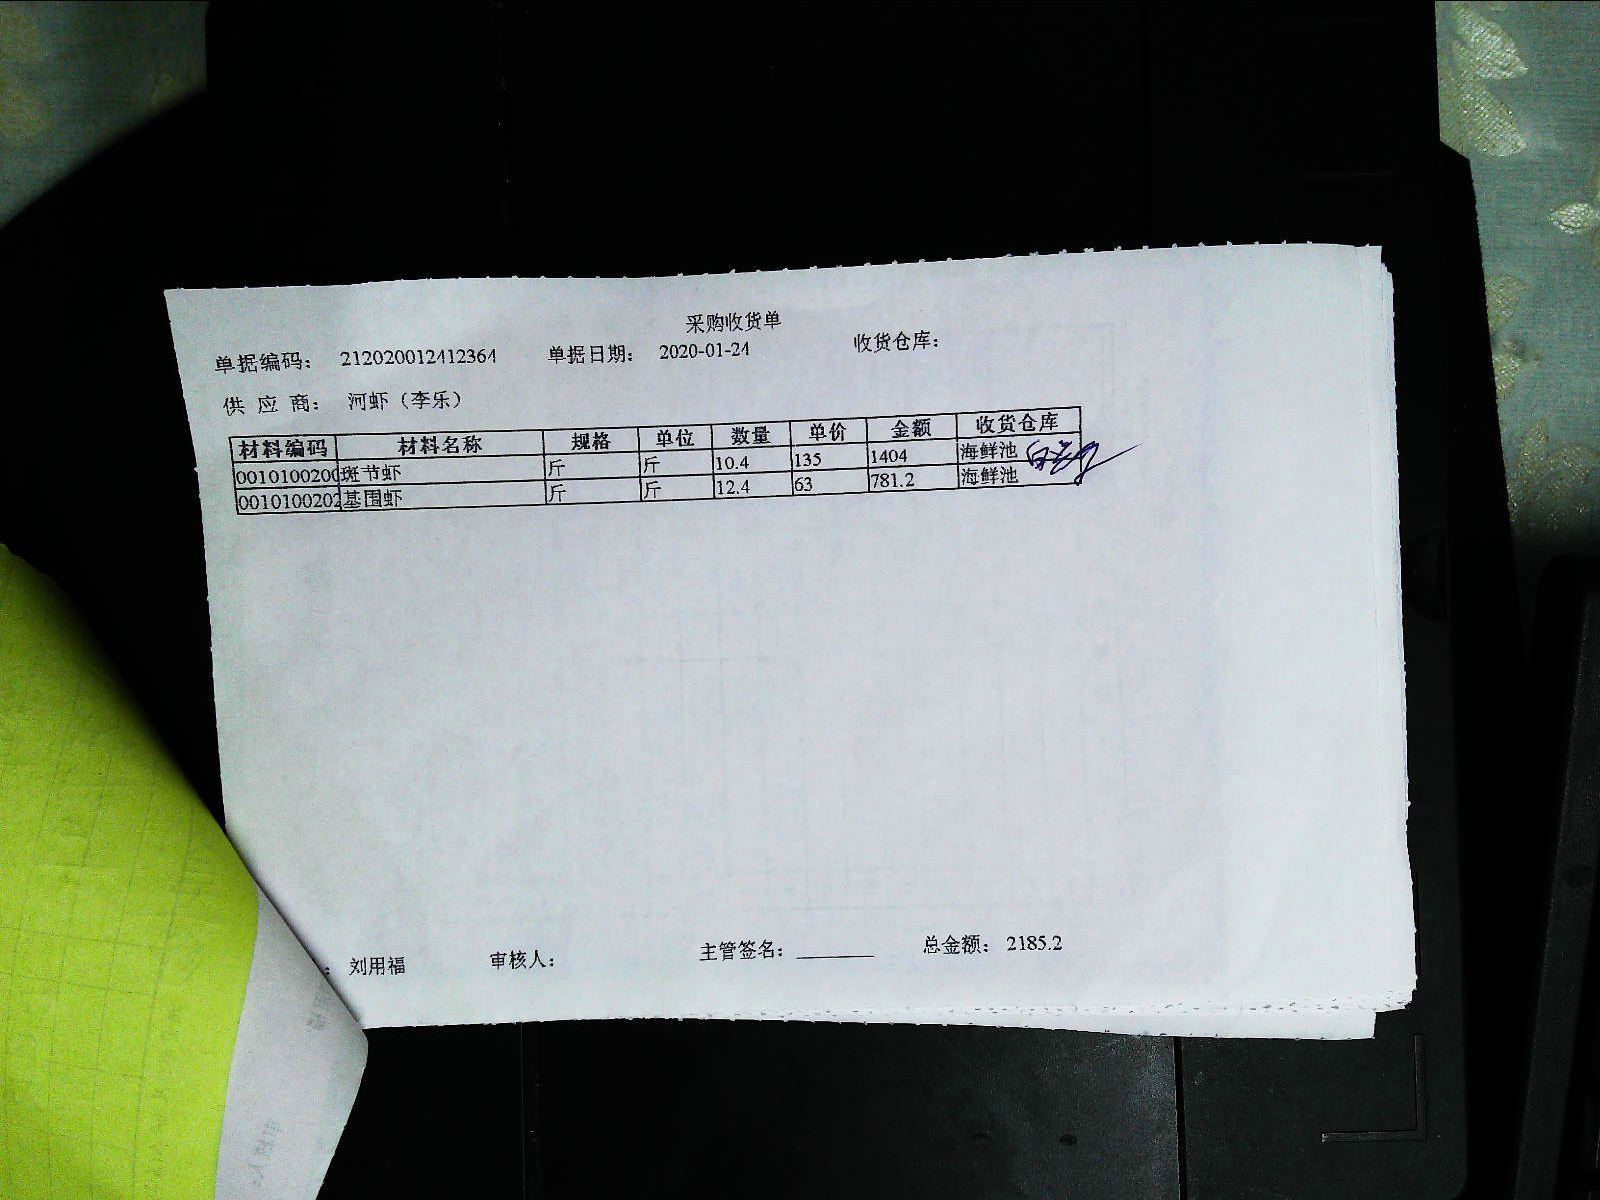 采购收货单
单据编码： 212020012412364 单据日期： 2020-01-24 收货仓库：
供 应 商： 河虾（李乐）
材料编码 材料名称 规格 单位 数量 单价 金额 收货仓库
0010100200 斑节虾 斤 斤 10.4 135 1404 海鲜池
0010100202 基围虾 斤 斤 12.4 63 781.2 海鲜池
： 刘用福 审核人： 主管签名： ________ 总金额： 2185.2